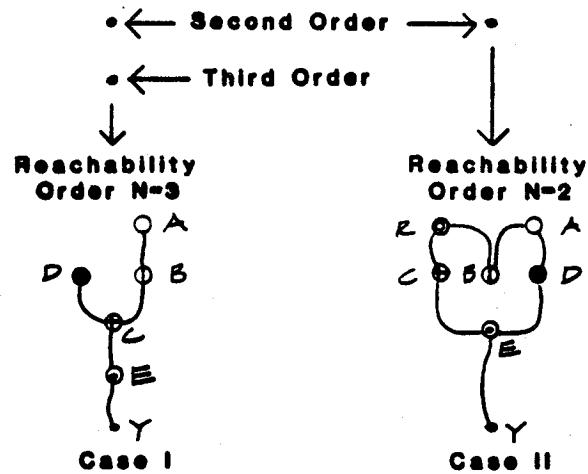 Second Order
Third Order
Reachability
Order N=3
Reachability
Order N=2
A
D
B
C
E
Y
Case I
R
A
C
B
D
E
Y
Case II